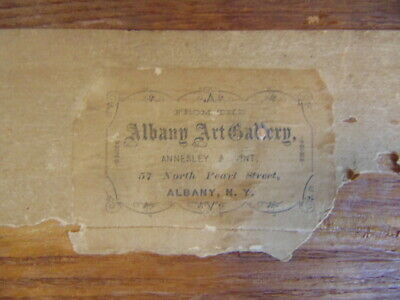 FROM THE
Albany Art Gallery,
ANNESLEY & VINT,
57 North Pearl Street,
ALBANY, N. Y.